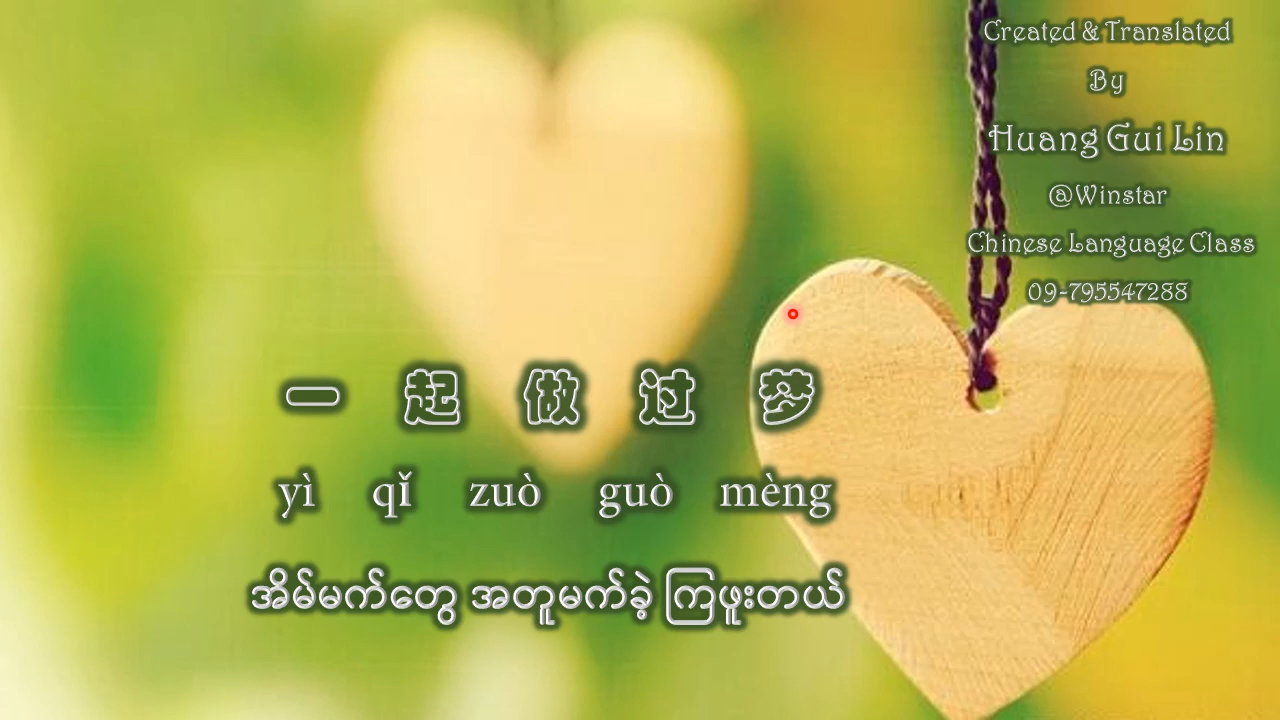 Created & Translated
By
Huang Gui Lin
@Winstar
Chinese Language Class
09-795547288
一 起 做 过 梦
yì qǐ zuò guò mèng
အိမ်မက်တွေ အတူမက်ခဲ့ ကြဖူးတယ်